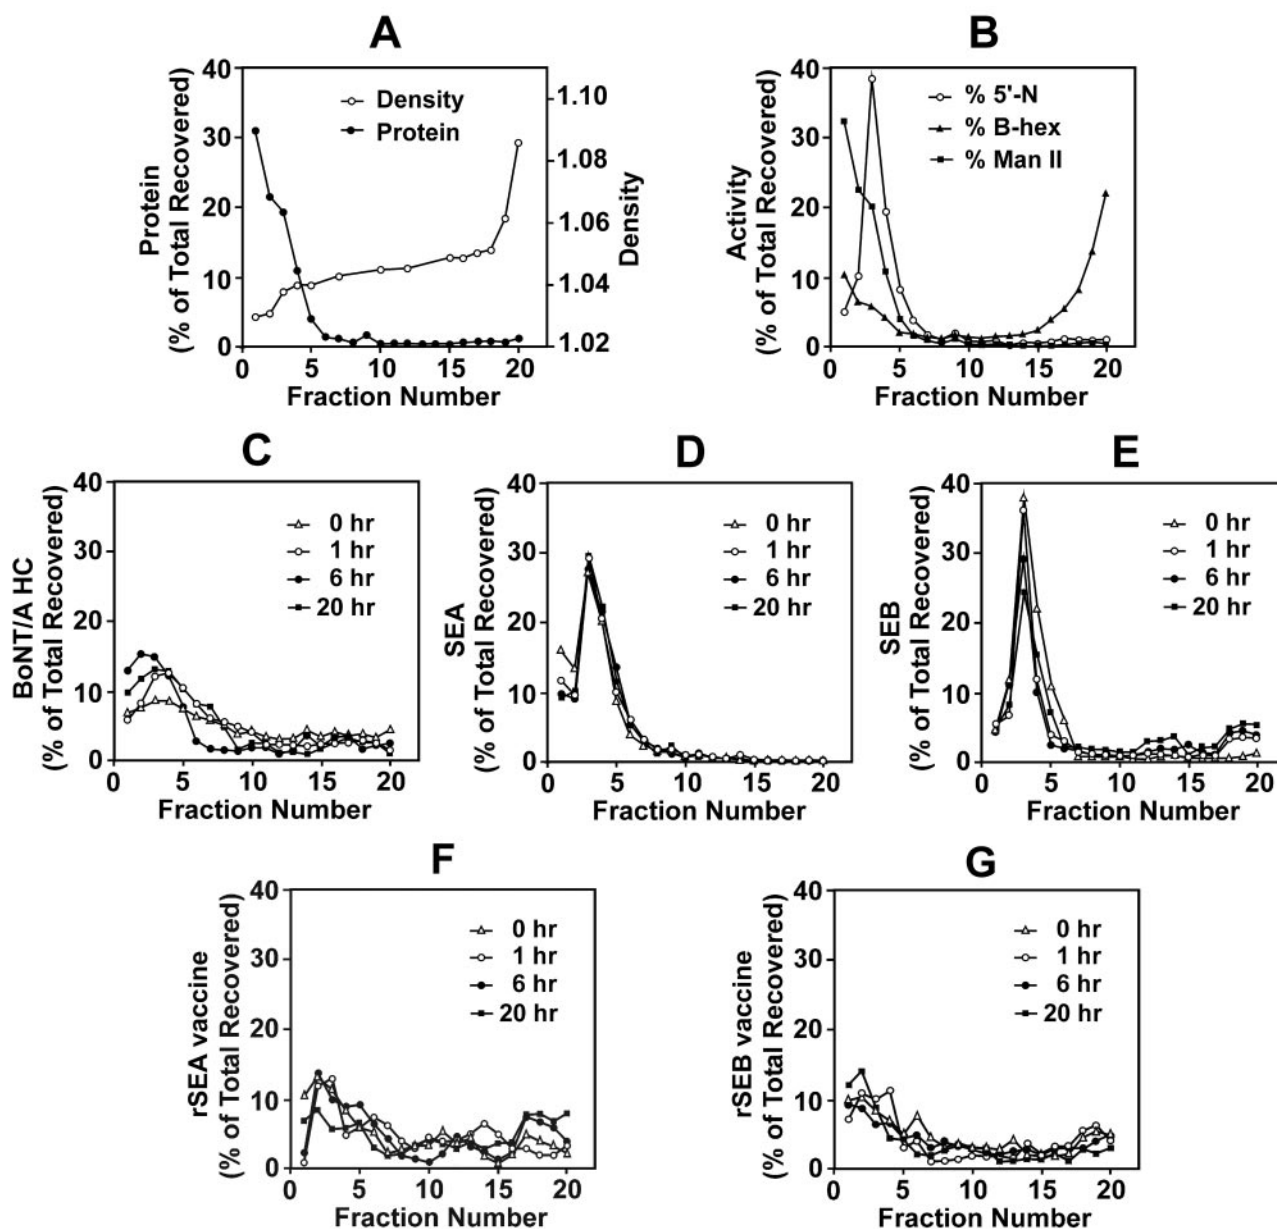 A
Protein
(% of Total Recovered)
40
30
20
10
0
Density
Protein
1.10
1.08
1.06
1.04
1.02
Density
0 5 10 15 20
Fraction Number
B
Activity
(% of Total Recovered)
40
30
20
10
0
% 5'-N
% B-hex
% Man II
0 5 10 15 20
Fraction Number
C
BoNT/A HC
(% of Total Recovered)
40
30
20
10
0
0 hr
1 hr
6 hr
20 hr
0 5 10 15 20
Fraction Number
D
SEA
(% of Total Recovered)
40
30
20
10
0
0 hr
1 hr
6 hr
20 hr
0 5 10 15 20
Fraction Number
E
SEB
(% of Total Recovered)
40
30
20
10
0
0 hr
1 hr
6 hr
20 hr
0 5 10 15 20
Fraction Number
F
rSEA vaccine
(% of Total Recovered)
40
30
20
10
0
0 hr
1 hr
6 hr
20 hr
0 5 10 15 20
Fraction Number
G
rSEB vaccine
(% of Total Recovered)
40
30
20
10
0
0 hr
1 hr
6 hr
20 hr
0 5 10 15 20
Fraction Number